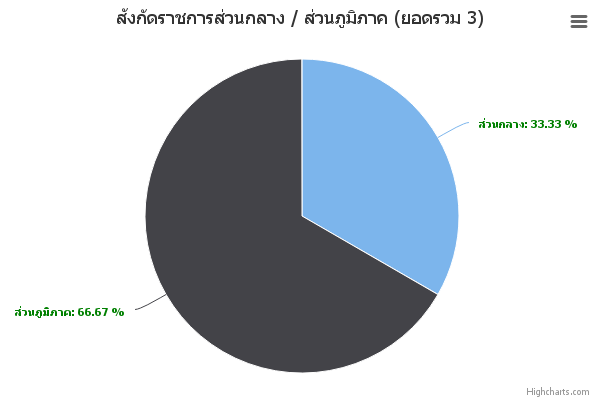 สังกัดราชการส่วนกลาง / ส่วนภูมิภาค (ยอดรวม 3)
ส่วนกลาง: 33.33 %
ส่วนภูมิภาค: 66.67 %
Highcharts.com